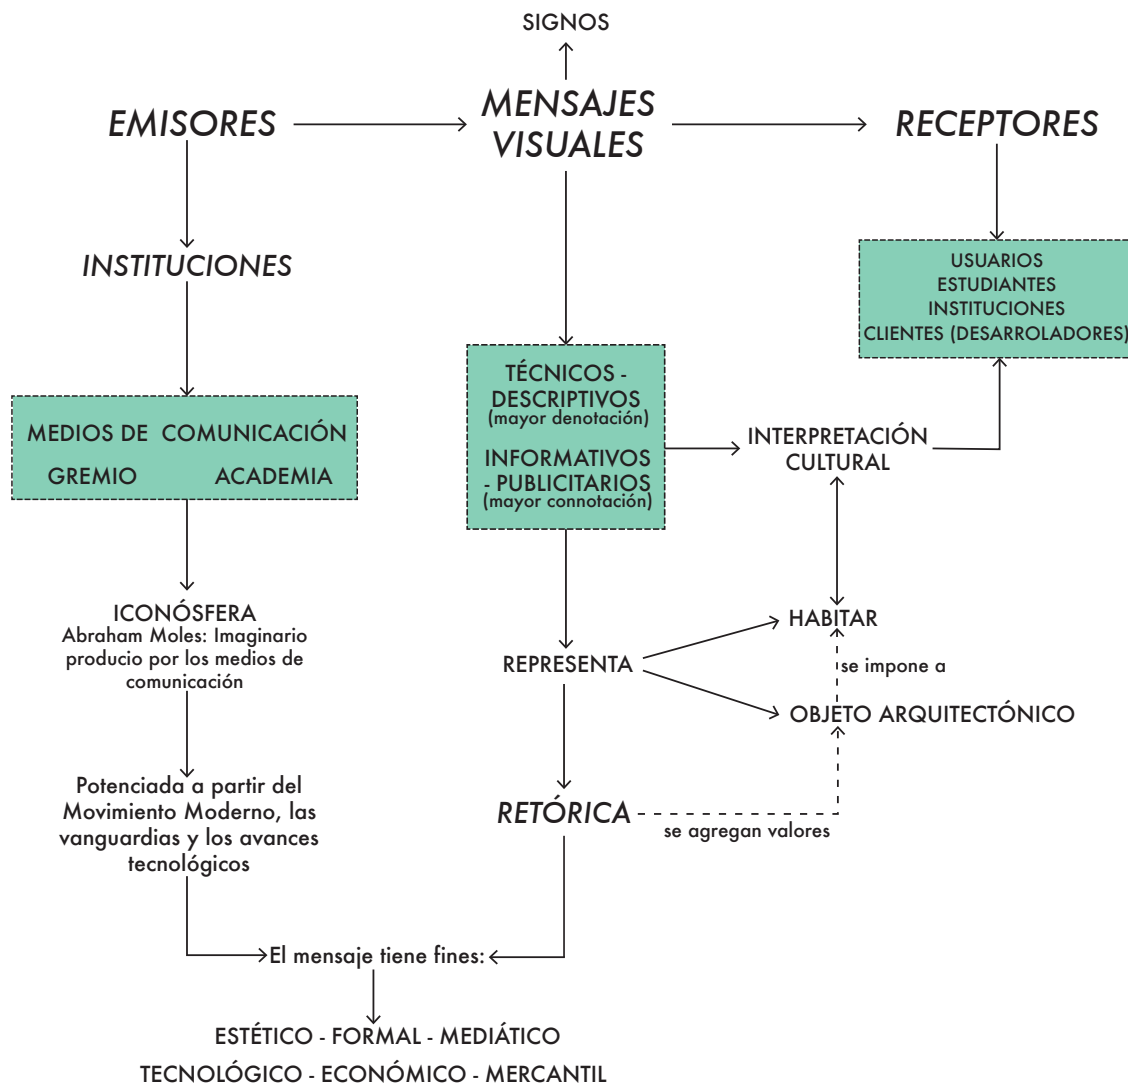 SIGNOS
EMISORES
MENSAJES
VISUALES
RECEPTORES
INSTITUCIONES
USUARIOS
ESTUDIANTES
INSTITUCIONES
CLIENTES (DESARROLADORES)
TÉCNICOS -
DESCRIPTIVOS
(mayor denotación)
INFORMATIVOS
- PUBLICITARIOS
(mayor connotación)
MEDIOS DE COMUNICACIÓN
GREMIO ACADEMIA
INTERPRETACIÓN
CULTURAL
ICONÓSFERA
Abraham Moles: Imaginario
producio por los medios de
comunicación
HABITAR
REPRESENTA
se impone a
OBJETO ARQUITECTÓNICO
Potenciada a partir del
Movimiento Moderno, las
vanguardias y los avances
tecnológicos
RETÓRICA
se agregan valores
El mensaje tiene fines:
ESTÉTICO - FORMAL - MEDIÁTICO
TECNOLÓGICO - ECONÓMICO - MERCANTIL